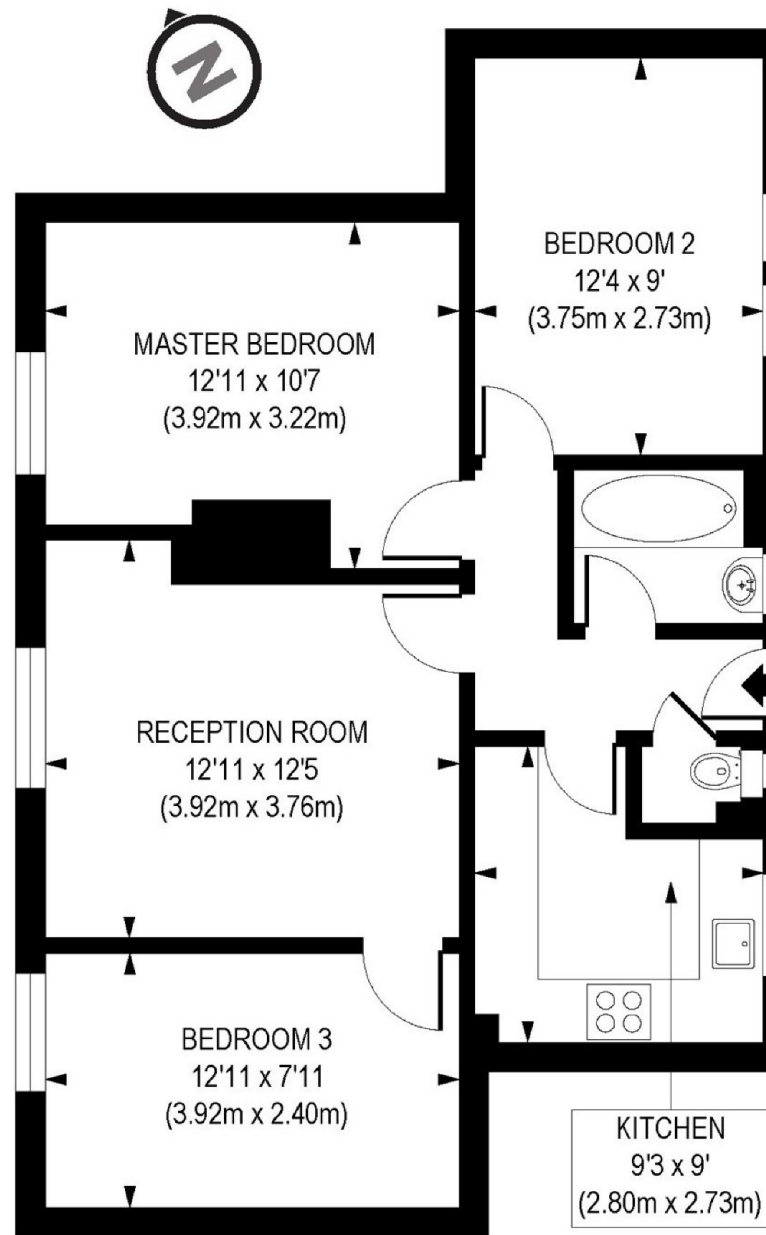 N
BEDROOM 2
12'4 x 9'
(3.75m x 2.73m)
MASTER BEDROOM
12'11 x 10'7
(3.92m x 3.22m)
RECEPTION ROOM
12'11 x 12'5
(3.92m x 3.76m)
BEDROOM 3
12'11 x 7'11
(3.92m x 2.40m)
KITCHEN
9'3 x 9'
(2.80m x 2.73m)